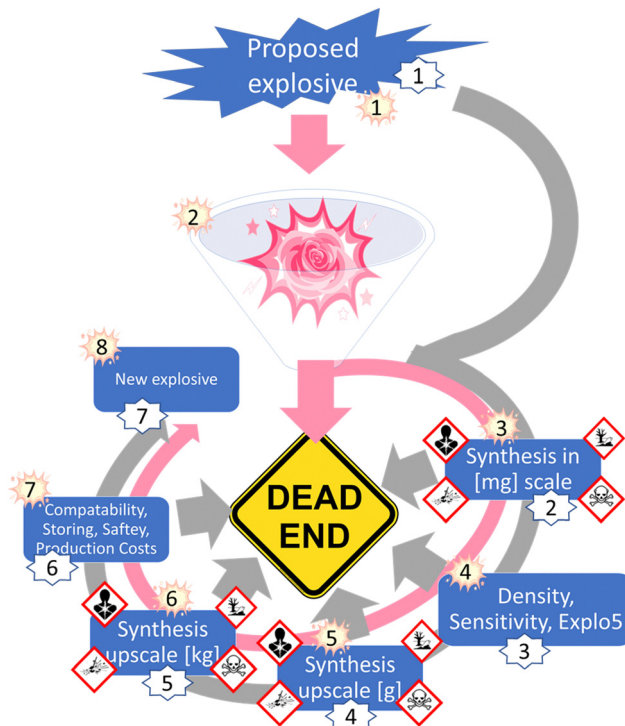 Proposed
explosive
1
1
2
8
New explosive
7
3
Synthesis in
[mg] scale
2
DEAD
END
7
Compatability,
Storing, Saftey,
Production Costs
6
4
Density,
Sensitivity, Explo5
3
6
Synthesis
upscale [kg]
5
5
Synthesis
upscale [g]
4